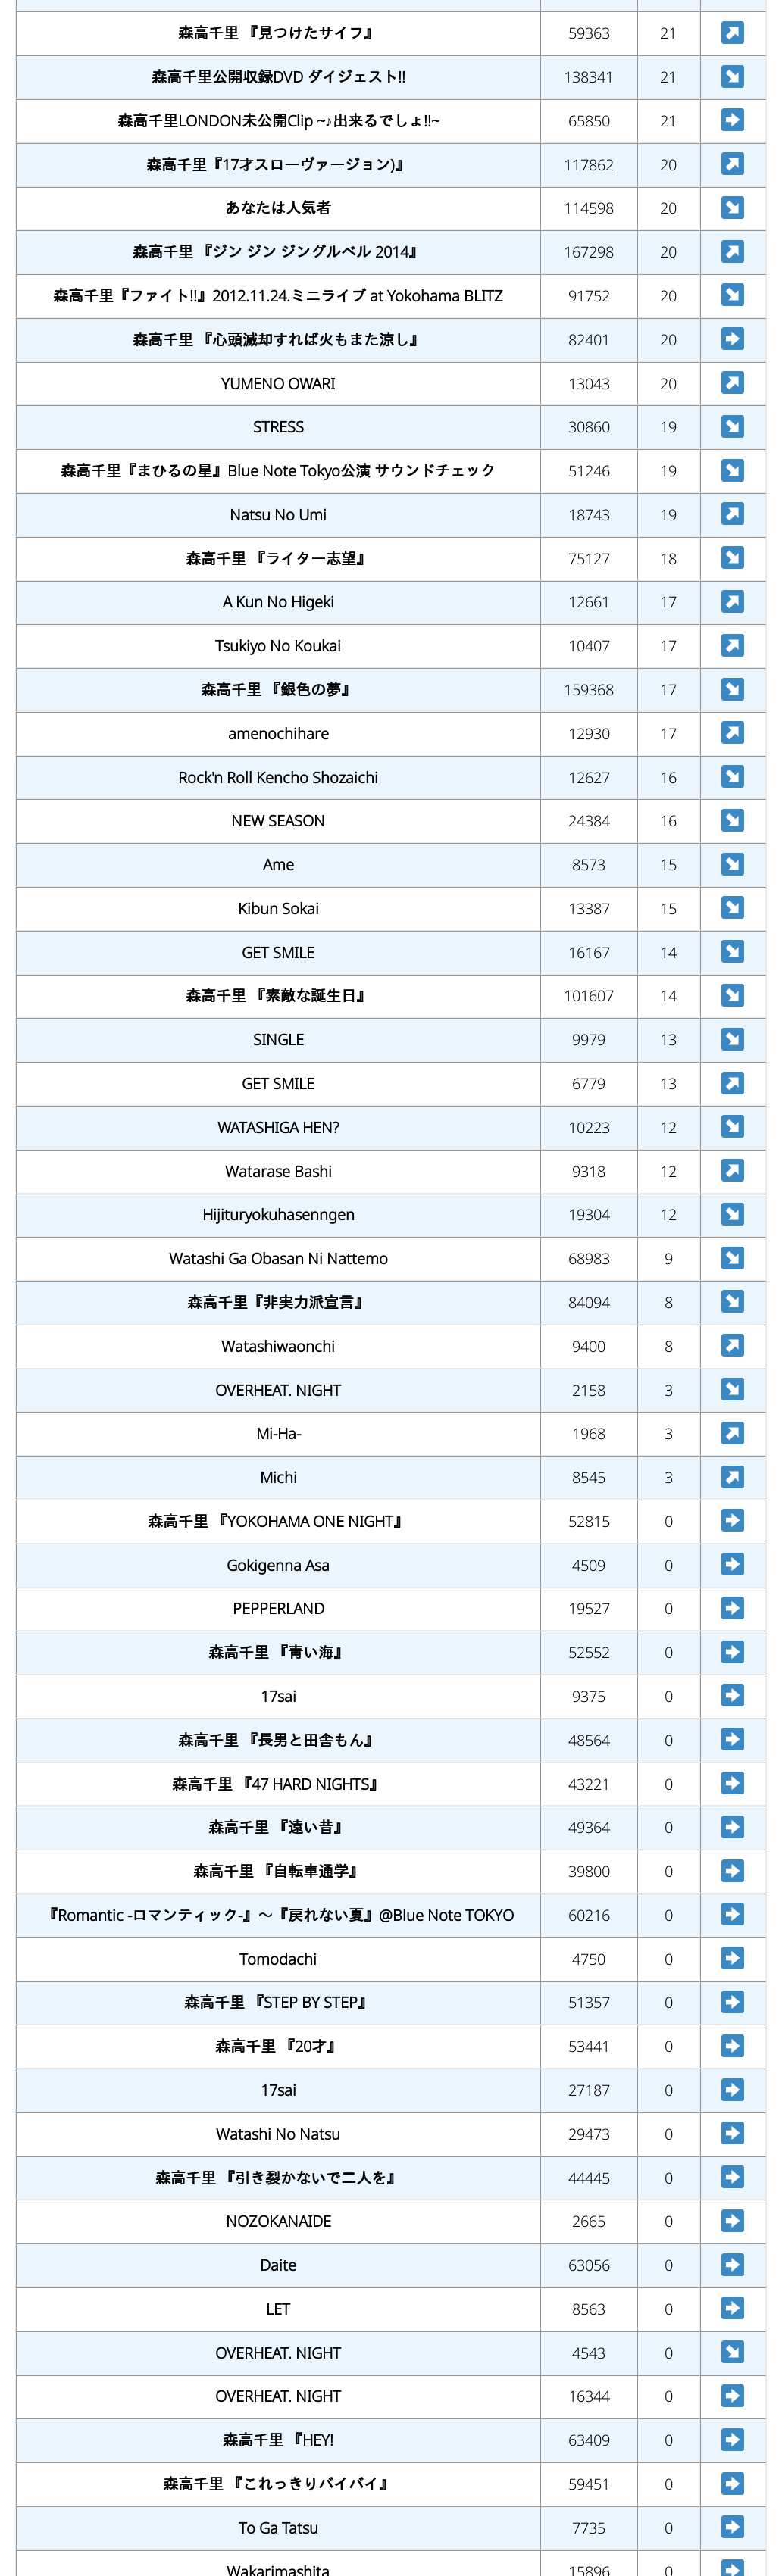 森高千里 『見つけたサイフ』 59363 21 ↗
森高千里公開収録DVD ダイジェスト!! 138341 21 ↘
森高千里LONDON未公開Clip ~♪出来るでしょ!!~ 65850 21 ➡
森高千里『17才スローヴァージョン)』 117862 20 ↗
あなたは人気者 114598 20 ↘
森高千里 『ジン ジン ジングルベル 2014』 167298 20 ↗
森高千里『ファイト!!』2012.11.24.ミニライブ at Yokohama BLITZ 91752 20 ↘
森高千里 『心頭滅却すれば火もまた涼し』 82401 20 ➡
YUMENO OWARI 13043 20 ↗
STRESS 30860 19 ↘
森高千里『まひるの星』Blue Note Tokyo公演 サウンドチェック 51246 19 ↘
Natsu No Umi 18743 19 ↗
森高千里 『ライター志望』 75127 18 ↘
A Kun No Higeki 12661 17 ↗
Tsukiyo No Koukai 10407 17 ↗
森高千里 『銀色の夢』 159368 17 ↘
amenochihare 12930 17 ↗
Rock'n Roll Kencho Shozaichi 12627 16 ↘
NEW SEASON 24384 16 ↘
Ame 8573 15 ↘
Kibun Sokai 13387 15 ↘
GET SMILE 16167 14 ↘
森高千里 『素敵な誕生日』 101607 14 ↘
SINGLE 9979 13 ↘
GET SMILE 6779 13 ↗
WATASHIGA HEN? 10223 12 ↘
Watarase Bashi 9318 12 ↗
Hijituryokuhasenngen 19304 12 ↘
Watashi Ga Obasan Ni Nattemo 68983 9 ↘
森高千里『非実力派宣言』 84094 8 ↘
Watashiwaonchi 9400 8 ↗
OVERHEAT. NIGHT 2158 3 ↘
Mi-Ha- 1968 3 ↗
Michi 8545 3 ↗
森高千里 『YOKOHAMA ONE NIGHT』 52815 0 ➡
Gokigenna Asa 4509 0 ➡
PEPPERLAND 19527 0 ➡
森高千里 『青い海』 52552 0 ➡
17sai 9375 0 ➡
森高千里 『長男と田舎もん』 48564 0 ➡
森高千里 『47 HARD NIGHTS』 43221 0 ➡
森高千里 『遠い昔』 49364 0 ➡
森高千里 『自転車通学』 39800 0 ➡
『Romantic -ロマンティック-』～『戻れない夏』@Blue Note TOKYO 60216 0 ➡
Tomodachi 4750 0 ➡
森高千里 『STEP BY STEP』 51357 0 ➡
森高千里 『20才』 53441 0 ➡
17sai 27187 0 ➡
Watashi No Natsu 29473 0 ➡
森高千里 『引き裂かないで二人を』 44445 0 ➡
NOZOKANAIDE 2665 0 ➡
Daite 63056 0 ➡
LET 8563 0 ➡
OVERHEAT. NIGHT 4543 0 ↘
OVERHEAT. NIGHT 16344 0 ➡
森高千里 『HEY! 63409 0 ➡
森高千里 『これっきりバイバイ』 59451 0 ➡
To Ga Tatsu 7735 0 ➡
Wakarimashita 15896 0 ➡